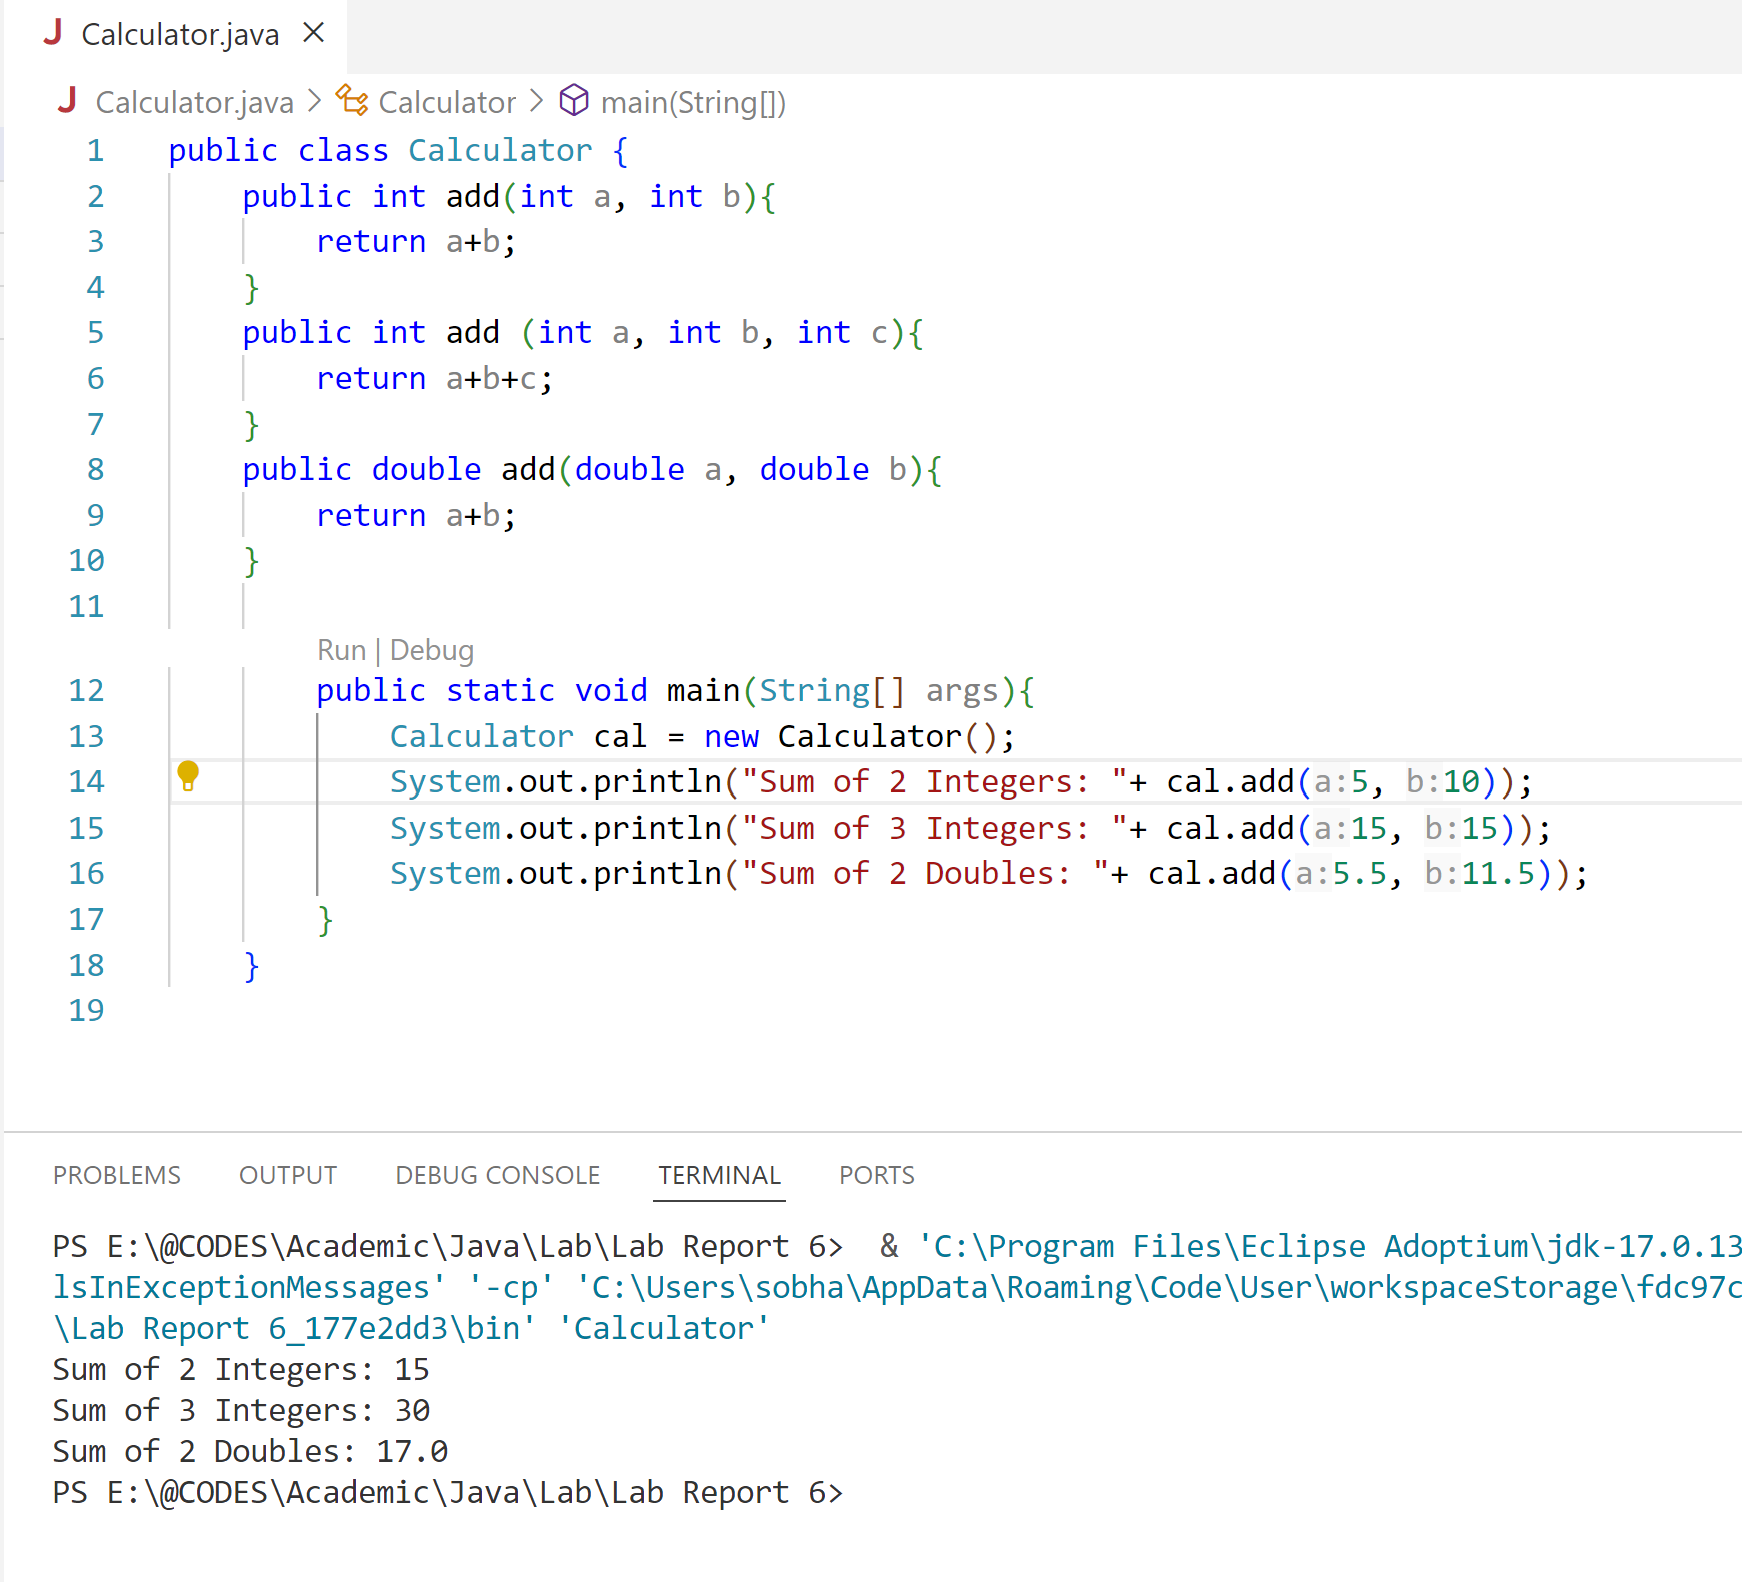 Calculator.java
Calculator.java > Calculator > main(String[])
1 public class Calculator {
2 public int add(int a, int b){
3 return a+b;
4 }
5 public int add (int a, int b, int c){
6 return a+b+c;
7 }
8 public double add(double a, double b){
9 return a+b;
10 }
11
Run | Debug
12 public static void main(String[] args){
13 Calculator cal = new Calculator();
14 System.out.println("Sum of 2 Integers: "+ cal.add(a:5, b:10));
15 System.out.println("Sum of 3 Integers: "+ cal.add(a:15, b:15));
16 System.out.println("Sum of 2 Doubles: "+ cal.add(a:5.5, b:11.5));
17 }
18 }
19
PROBLEMS OUTPUT DEBUG CONSOLE TERMINAL PORTS
PS E:\@CODES\Academic\Java\Lab\Lab Report 6>  & 'C:\Program Files\Eclipse Adoptium\jdk-17.0.13
lsInExceptionMessages' '-cp' 'C:\Users\sobha\AppData\Roaming\Code\User\workspaceStorage\fdc97c
\Lab Report 6_177e2dd3\bin' 'Calculator'
Sum of 2 Integers: 15
Sum of 3 Integers: 30
Sum of 2 Doubles: 17.0
PS E:\@CODES\Academic\Java\Lab\Lab Report 6>